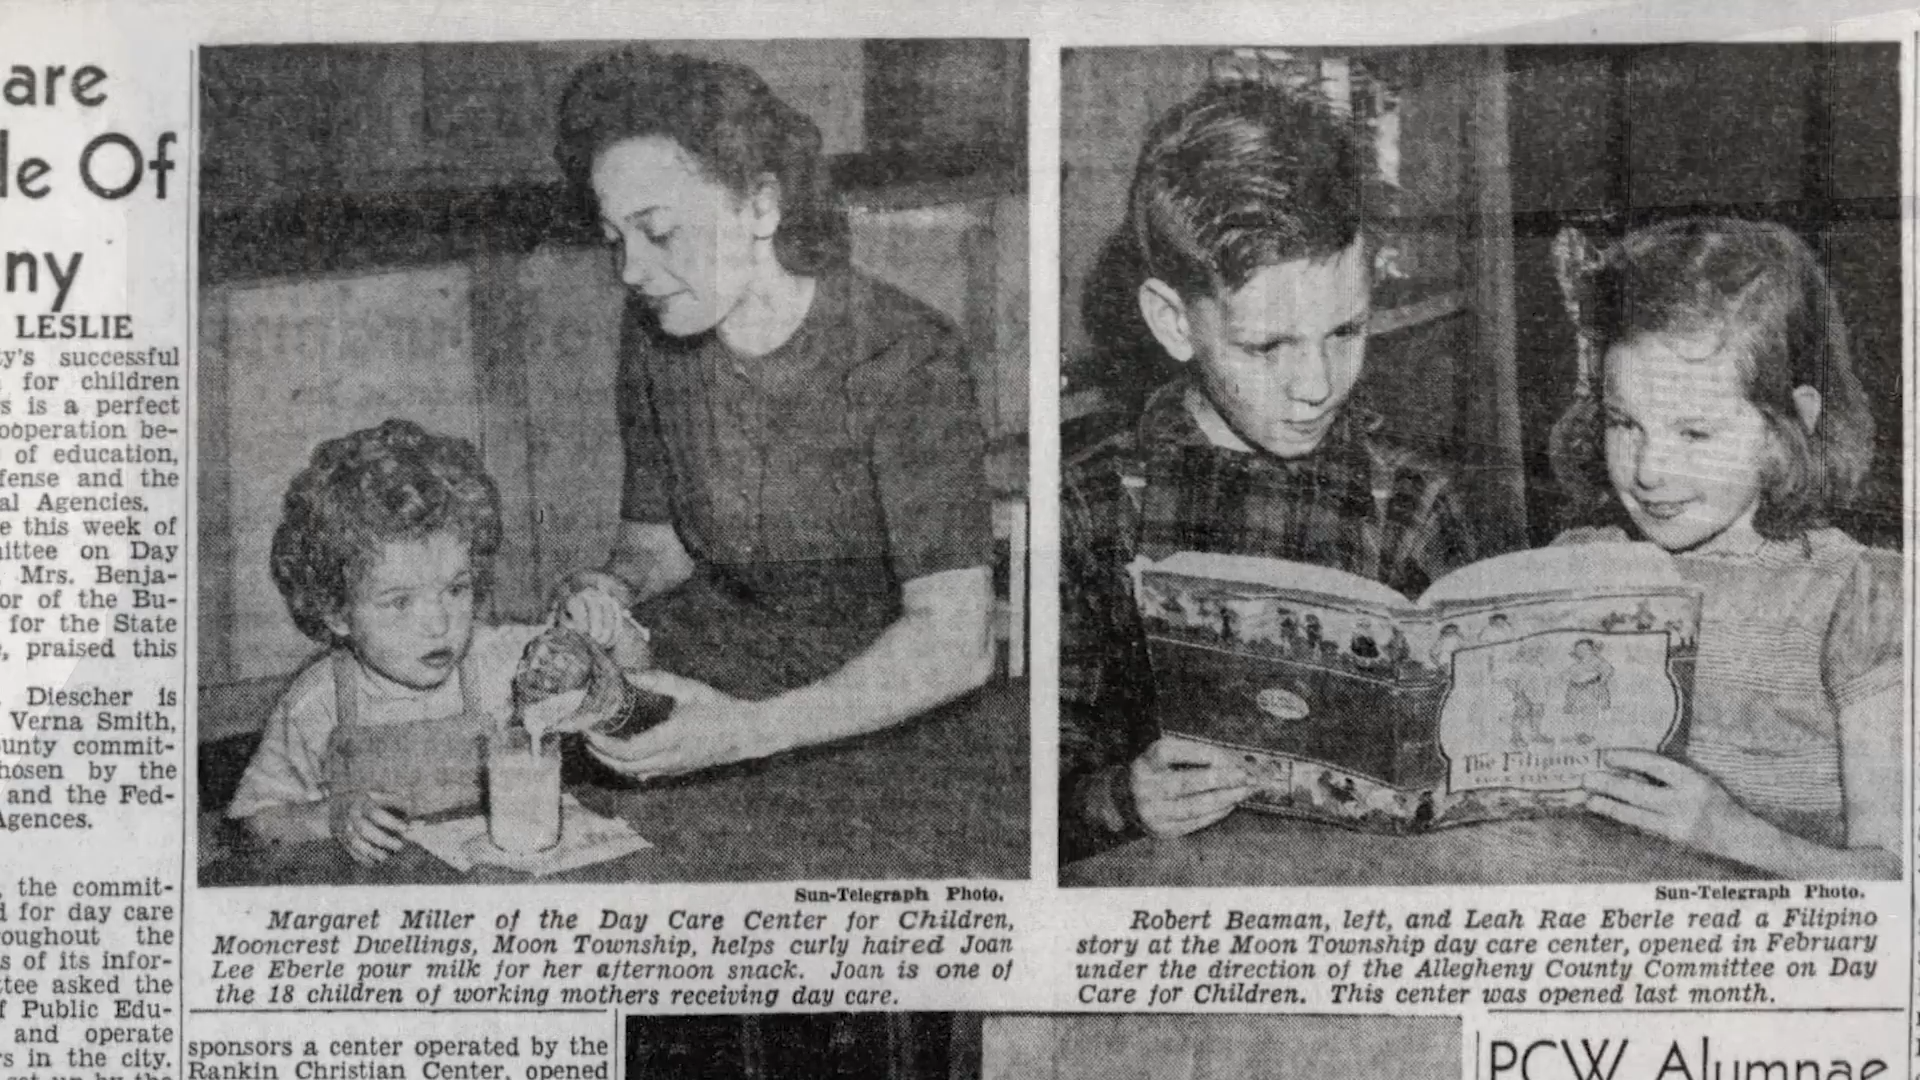 are
le Of
ny
LESLIE
ty's successful
for children
s is a perfect
ooperation be-
of education,
fense and the
al Agencies.
e this week of
ittee on Day
Mrs. Benja-
or of the Bu-
for the State
, praised this
Diescher is
Verna Smith,
ounty commit-
hosen by the
and the Fed-
Agences.
, the commit-
d for day care
roughout the
s of its infor-
tee asked the
f Public Edu-
and operate
s in the city.
Sun-Telegraph Photo.
Margaret Miller of the Day Care Center for Children,
Mooncrest Dwellings, Moon Township, helps curly haired Joan
Lee Eberle pour milk for her afternoon snack. Joan is one of
the 18 children of working mothers receiving day care.
sponsors a center operated by the
Rankin Christian Center, opened
The Filipino
Sun-Telegraph Photo.
Robert Beaman, left, and Leah Rae Eberle read a Filipino
story at the Moon Township day care center, opened in February
under the direction of the Allegheny County Committee on Day
Care for Children. This center was opened last month.
PCW Alumnae